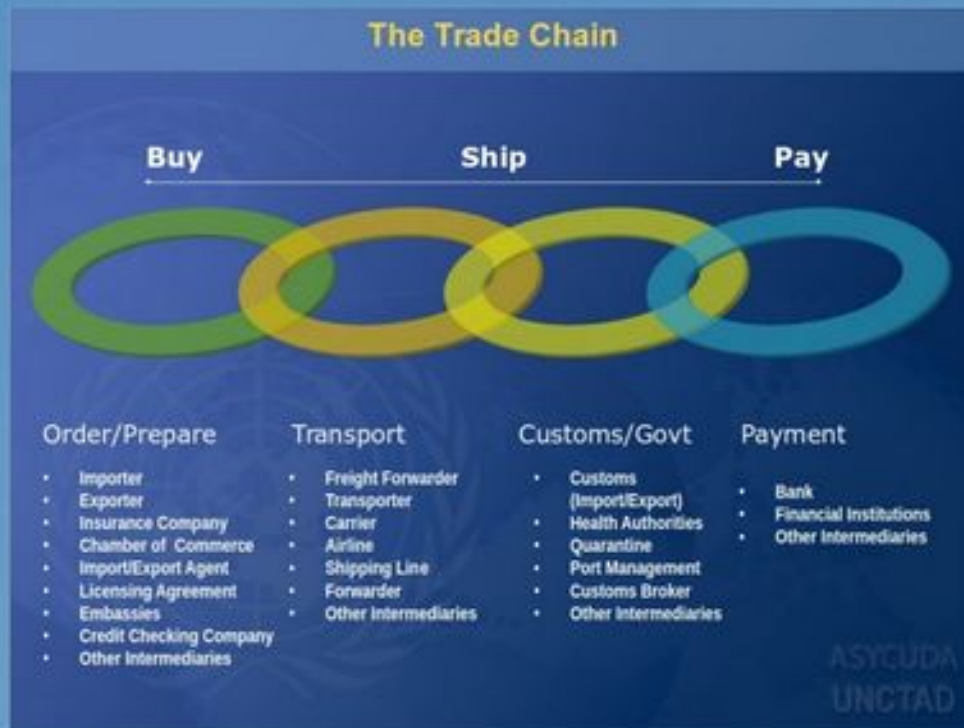 The Trade Chain
Buy
Ship
Pay
Order/Prepare
Importer
Exporter
Insurance Company
Chamber of Commerce
Import/Export Agent
Licensing Agreement
Embassies
Credit Checking Company
Other Intermediaries
Transport
Freight Forwarder
Transporter
Carrier
Airline
Shipping Line
Forwarder
Other Intermediaries
Customs/Govt
Customs
(Import/Export)
Health Authorities
Quarantine
Port Management
Customs Broker
Other Intermediaries
Payment
Bank
Financial Institutions
Other Intermediaries
ASYCUDA
UNCTAD